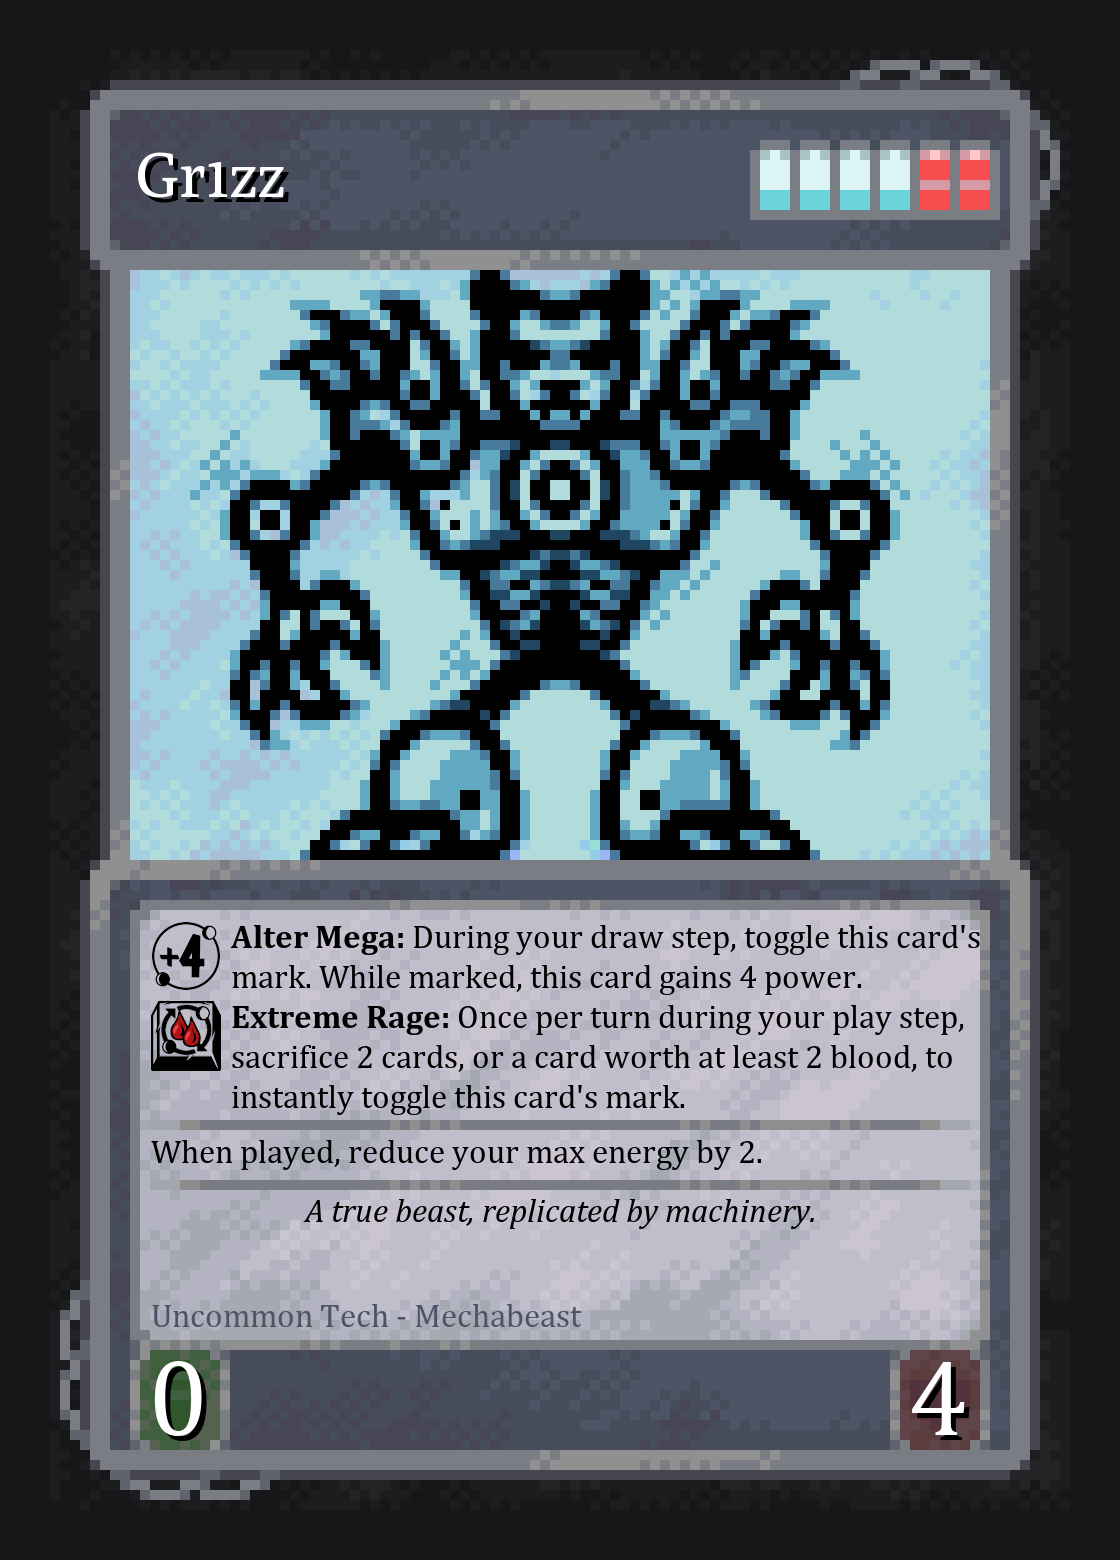 Grızz
+4
Alter Mega: During your draw step, toggle this card's
mark. While marked, this card gains 4 power.
Extreme Rage: Once per turn during your play step,
sacrifice 2 cards, or a card worth at least 2 blood, to
instantly toggle this card's mark.
When played, reduce your max energy by 2.
A true beast, replicated by machinery.
Uncommon Tech - Mechabeast
0
4